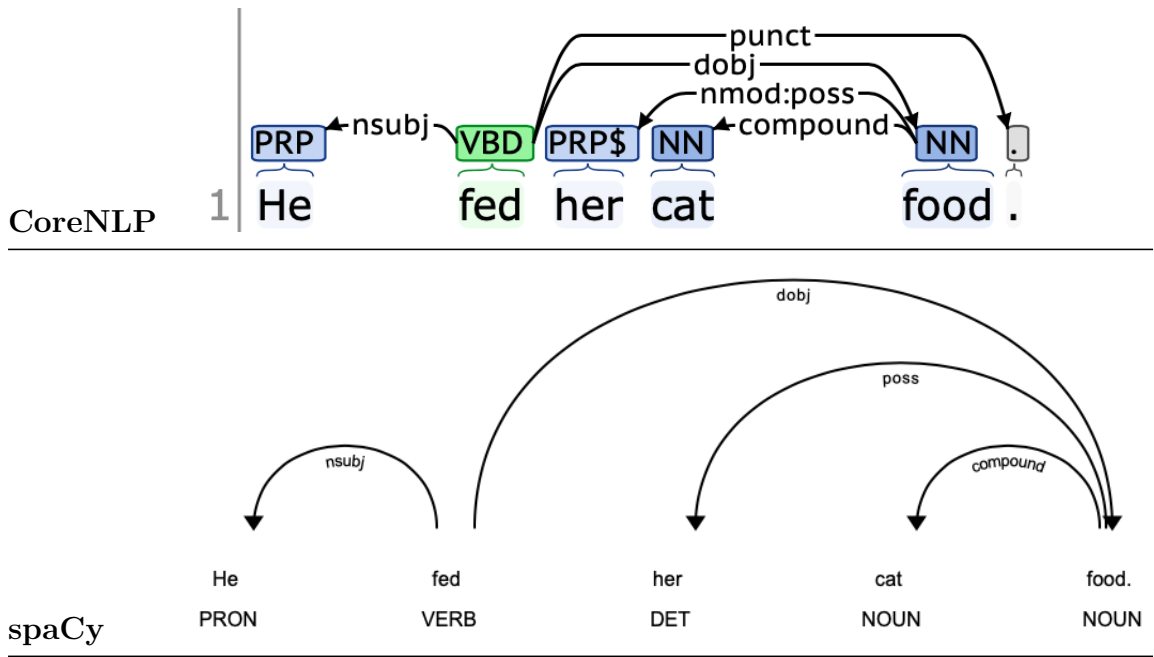 punct
dobj
nmod:poss
nsubj compound
PRP VBD PRP$ NN NN .
1 He fed her cat food .
CoreNLP
dobj
poss
nsubj compound
He fed her cat food.
PRON VERB DET NOUN NOUN
spaCy